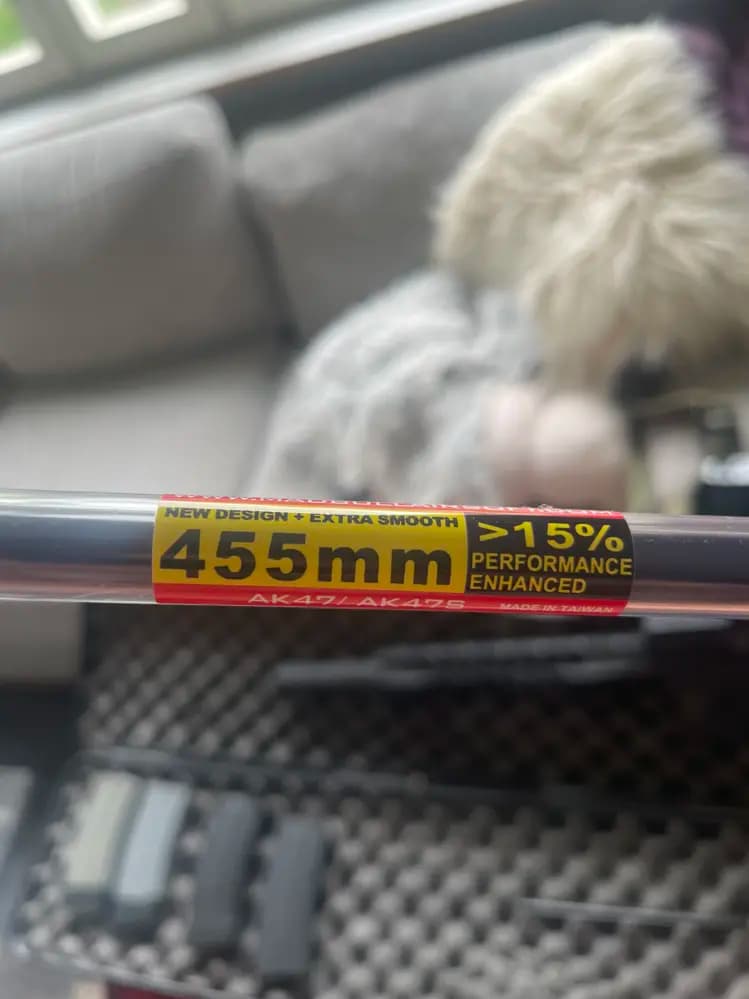 NEW DESIGN + EXTRA SMOOTH
455mm
>15%
PERFORMANCE
ENHANCED
AK47/ AK47S
MADE IN TAIWAN